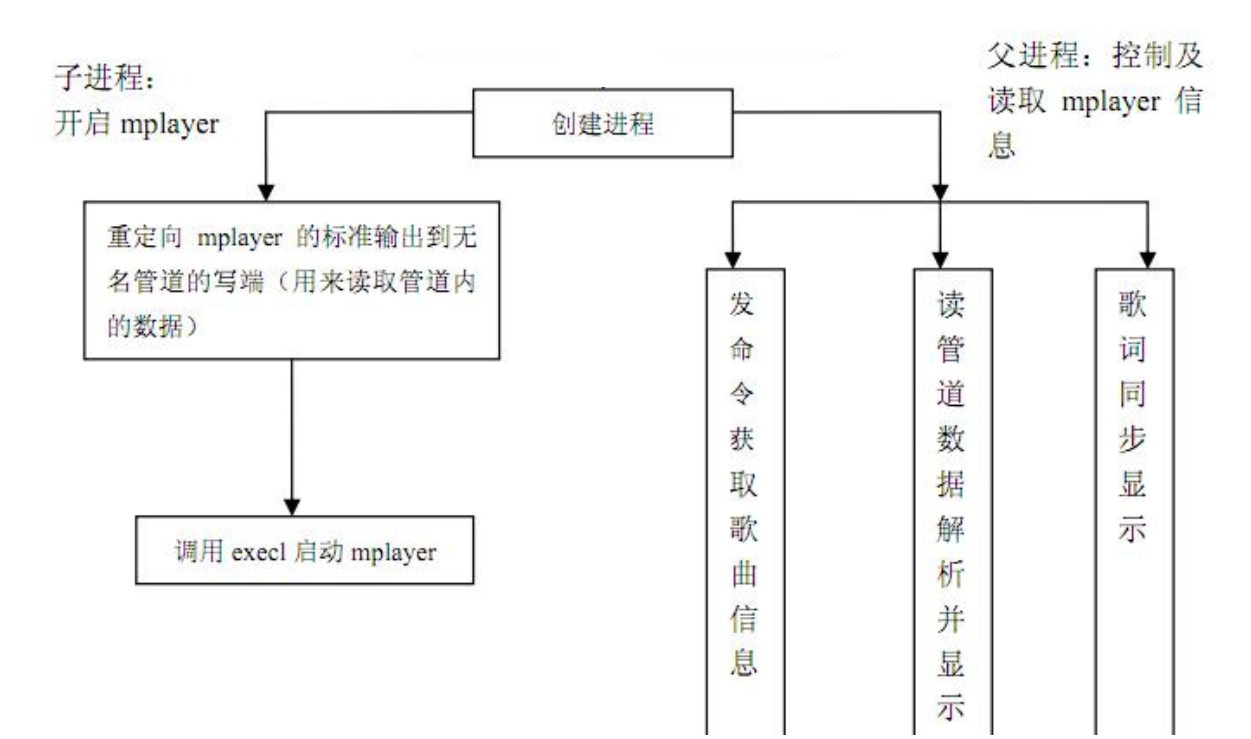 子进程：
开启 mplayer
创建进程
父进程：控制及
读取 mplayer 信
息
重定向 mplayer 的标准输出到无
名管道的写端（用来读取管道内
的数据）
调用 execl 启动 mplayer
发命令获取歌曲信息
读管道数据解析并显示
歌词同步显示